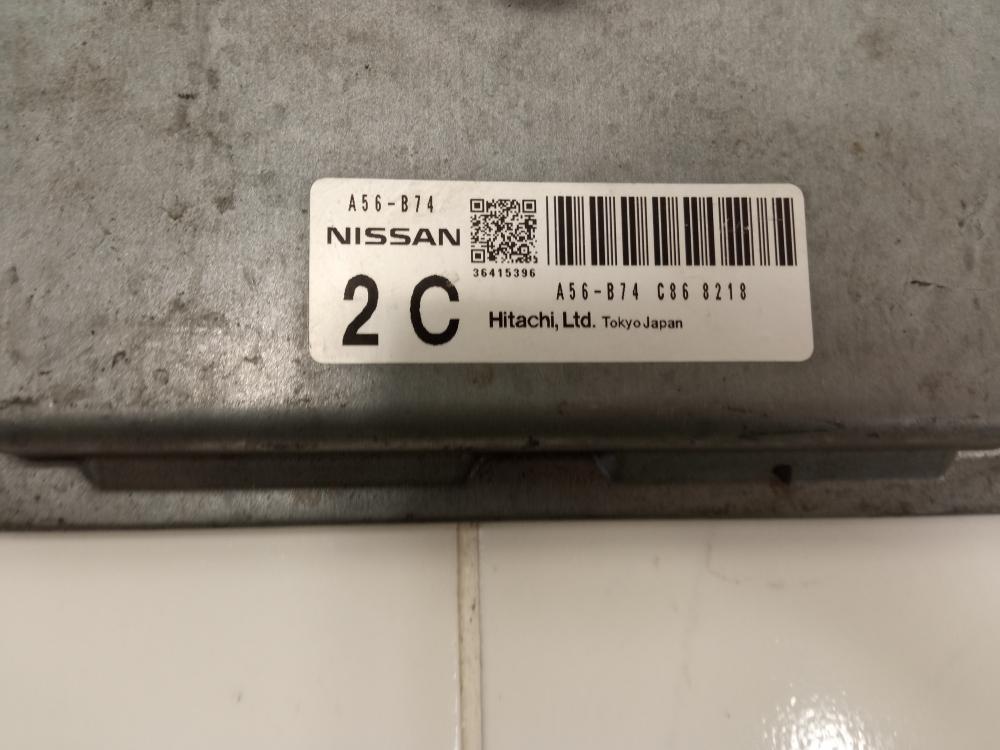 A56-B74
NISSAN
36415396
2 C
A56-B74 C86 8218
Hitachi, Ltd. Tokyo Japan